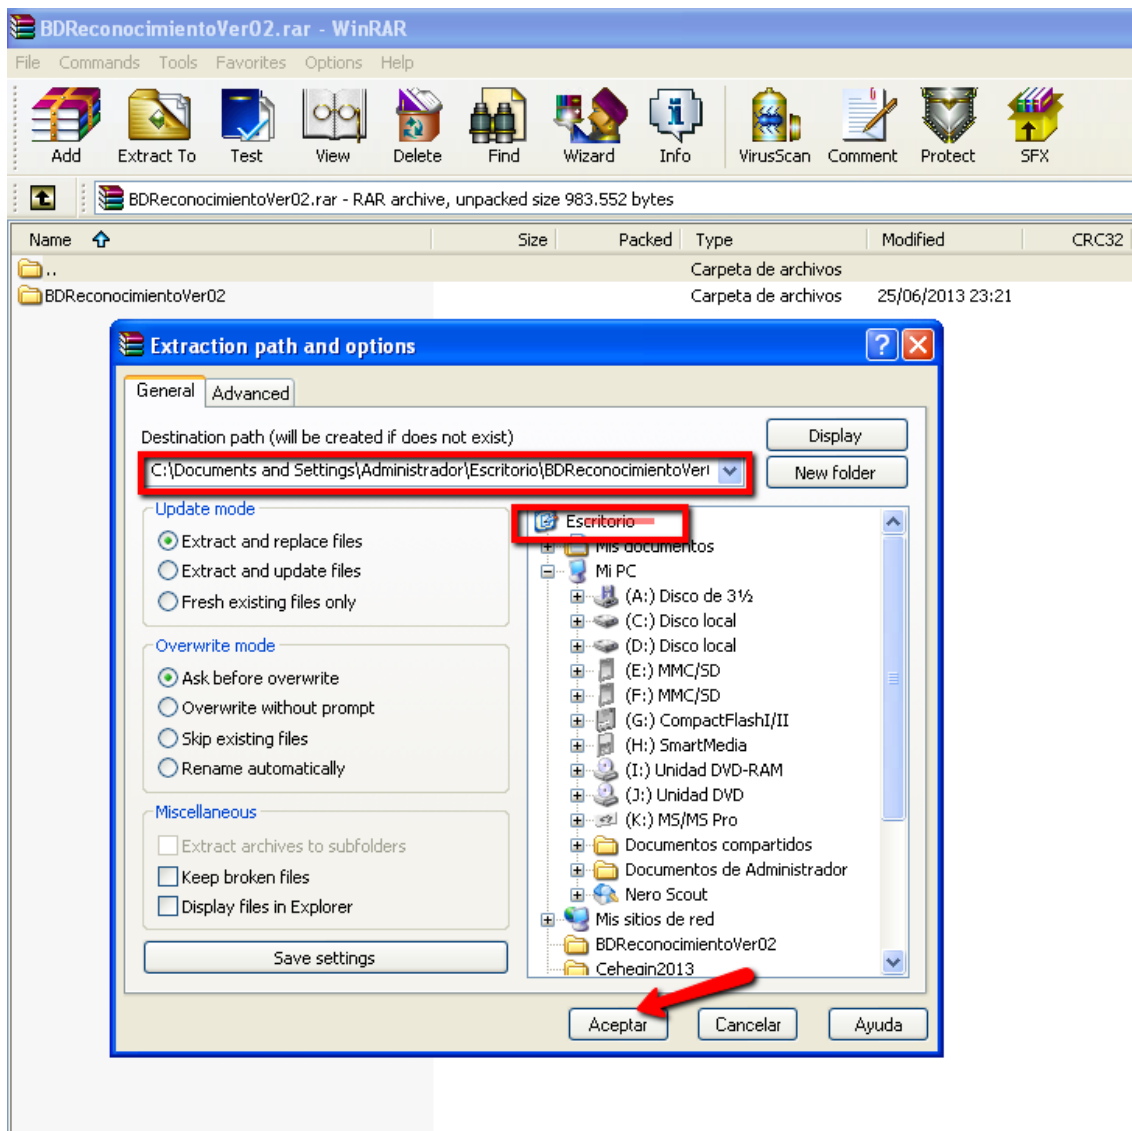 BDReconocimientoVer02.rar - WinRAR
File Commands Tools Favorites Options Help
Add Extract To Test View Delete Find Wizard Info VirusScan Comment Protect SFX
BDReconocimientoVer02.rar - RAR archive, unpacked size 983.552 bytes
Name Size Packed Type Modified CRC32
.. Carpeta de archivos
BDReconocimientoVer02 Carpeta de archivos 25/06/2013 23:21
Extraction path and options
General Advanced
Destination path (will be created if does not exist)
Display
C:\Documents and Settings\Administrador\Escritorio\BDReconocimientoVer
New folder
Update mode
Extract and replace files
Extract and update files
Fresh existing files only
Overwrite mode
Ask before overwrite
Overwrite without prompt
Skip existing files
Rename automatically
Miscellaneous
Extract archives to subfolders
Keep broken files
Display files in Explorer
Save settings
Escritorio
Mis documentos
Mi PC
(A:) Disco de 3½
(C:) Disco local
(D:) Disco local
(E:) MMC/SD
(F:) MMC/SD
(G:) CompactFlashI/II
(H:) SmartMedia
(I:) Unidad DVD-RAM
(J:) Unidad DVD
(K:) MS/MS Pro
Documentos compartidos
Documentos de Administrador
Nero Scout
Mis sitios de red
BDReconocimientoVer02
Cehegin2013
Aceptar Cancelar Ayuda